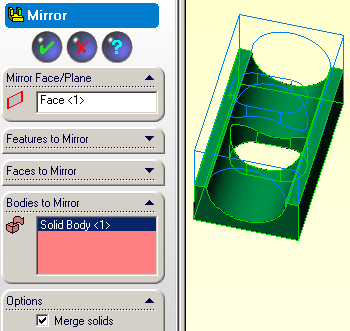 Mirror
?
Mirror Face/Plane
Face <1>
Features to Mirror
Faces to Mirror
Bodies to Mirror
Solid Body <1>
Options
Merge solids